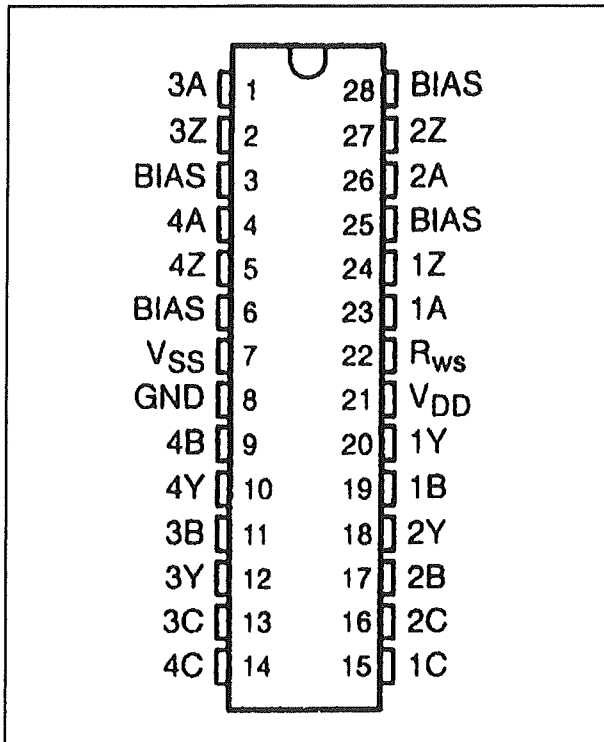 3A 1 28 BIAS
3Z 2 27 2Z
BIAS 3 26 2A
4A 4 25 BIAS
4Z 5 24 1Z
BIAS 6 23 1A
VSS 7 22 Rws
GND 8 21 VDD
4B 9 20 1Y
4Y 10 19 1B
3B 11 18 2Y
3Y 12 17 2B
3C 13 16 2C
4C 14 15 1C